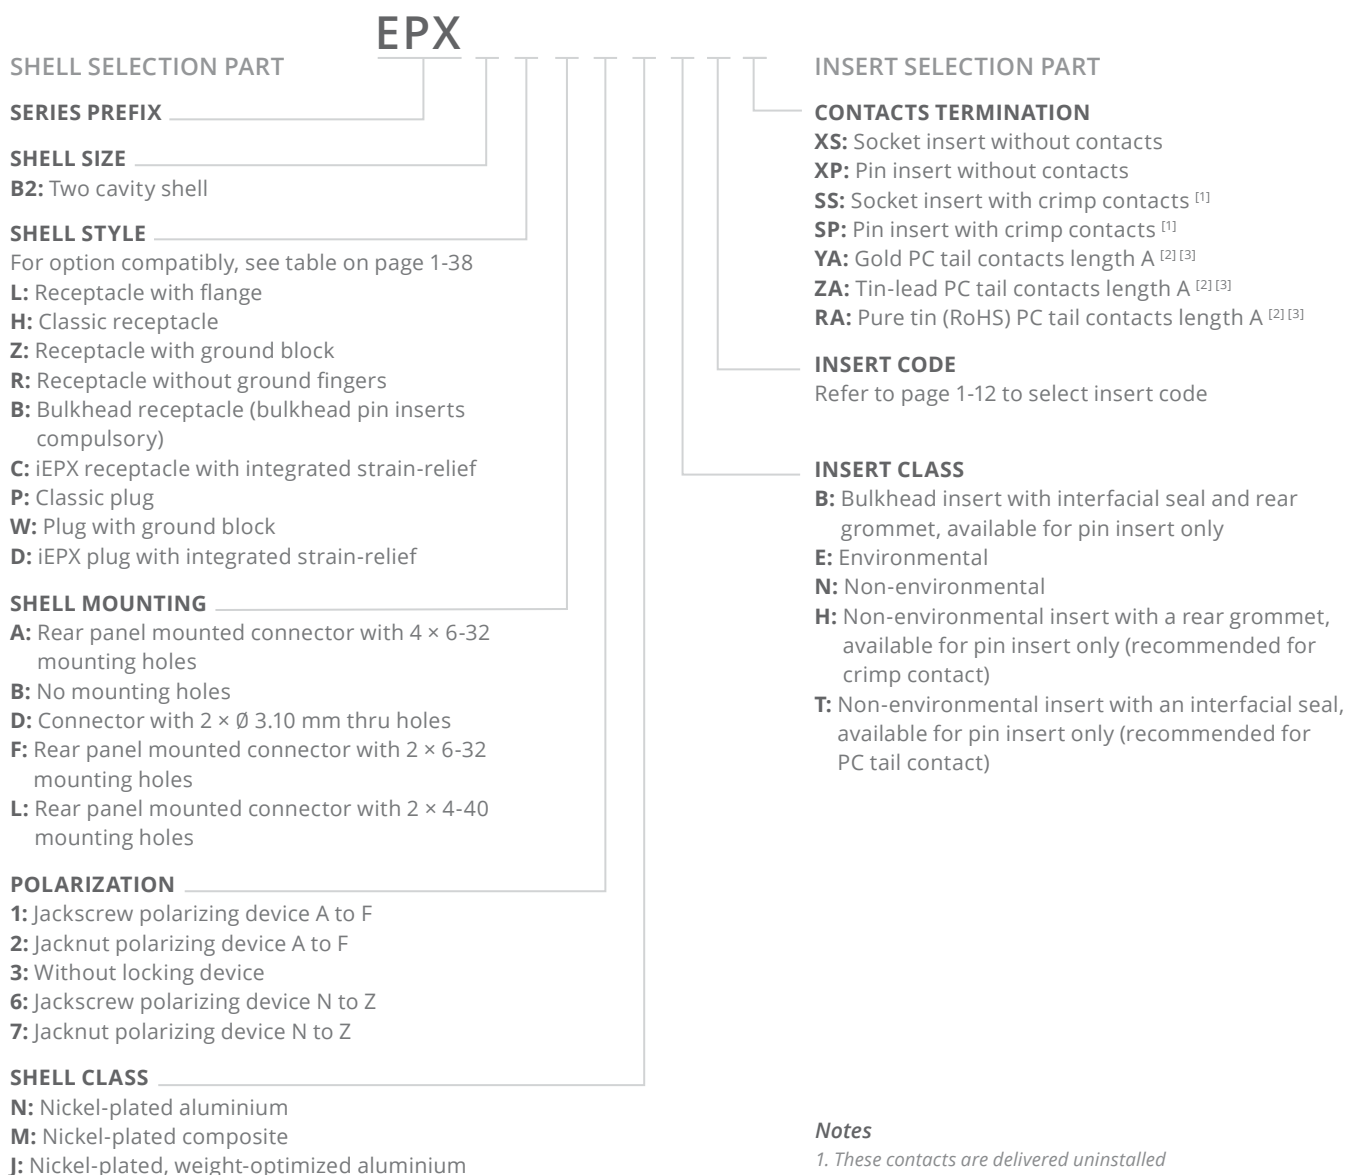 EPX
SHELL SELECTION PART
SERIES PREFIX
SHELL SIZE
B2: Two cavity shell
SHELL STYLE
For option compatibly, see table on page 1-38
L: Receptacle with flange
H: Classic receptacle
Z: Receptacle with ground block
R: Receptacle without ground fingers
B: Bulkhead receptacle (bulkhead pin inserts
compulsory)
C: iEPX receptacle with integrated strain-relief
P: Classic plug
W: Plug with ground block
D: iEPX plug with integrated strain-relief
SHELL MOUNTING
A: Rear panel mounted connector with 4 × 6-32
mounting holes
B: No mounting holes
D: Connector with 2 × Ø 3.10 mm thru holes
F: Rear panel mounted connector with 2 × 6-32
mounting holes
L: Rear panel mounted connector with 2 × 4-40
mounting holes
POLARIZATION
1: Jackscrew polarizing device A to F
2: Jacknut polarizing device A to F
3: Without locking device
6: Jackscrew polarizing device N to Z
7: Jacknut polarizing device N to Z
SHELL CLASS
N: Nickel-plated aluminium
M: Nickel-plated composite
J: Nickel-plated, weight-optimized aluminium
INSERT SELECTION PART
CONTACTS TERMINATION
XS: Socket insert without contacts
XP: Pin insert without contacts
SS: Socket insert with crimp contacts [1]
SP: Pin insert with crimp contacts [1]
YA: Gold PC tail contacts length A [2] [3]
ZA: Tin-lead PC tail contacts length A [2] [3]
RA: Pure tin (RoHS) PC tail contacts length A [2] [3]
INSERT CODE
Refer to page 1-12 to select insert code
INSERT CLASS
B: Bulkhead insert with interfacial seal and rear
grommet, available for pin insert only
E: Environmental
N: Non-environmental
H: Non-environmental insert with a rear grommet,
available for pin insert only (recommended for
crimp contact)
T: Non-environmental insert with an interfacial seal,
available for pin insert only (recommended for
PC tail contact)
Notes
1. These contacts are delivered uninstalled